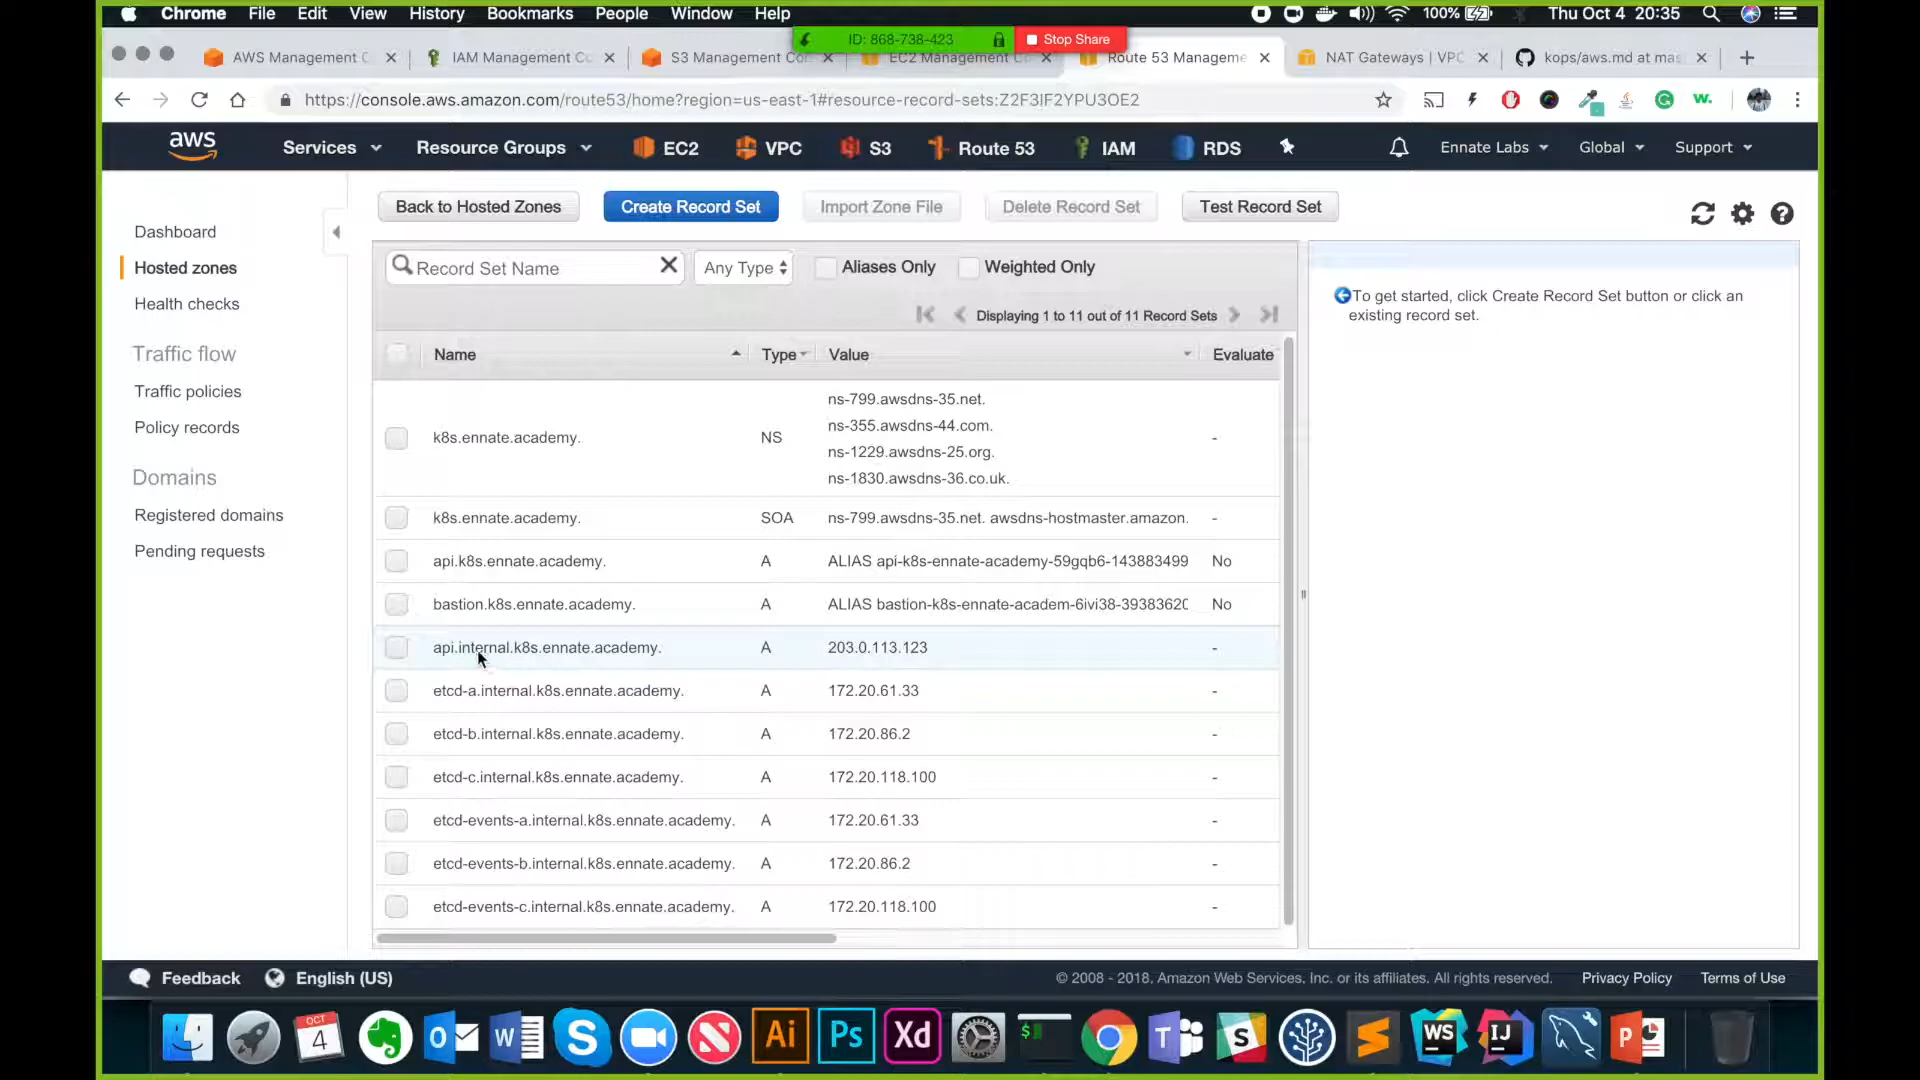 Chrome File Edit View History Bookmarks People Window Help 100% Thu Oct 4 20:35
ID: 868-738-423 Stop Share
AWS Management C IAM Management Co S3 Management Con EC2 Management Co Route 53 Manageme NAT Gateways | VPC kops/aws.md at mas
https://console.aws.amazon.com/route53/home?region=us-east-1#resource-record-sets:Z2F3IF2YPU3OE2
aws Services Resource Groups EC2 VPC S3 Route 53 IAM RDS Ennate Labs Global Support
Back to Hosted Zones Create Record Set Import Zone File Delete Record Set Test Record Set
Dashboard
Hosted zones
Health checks
Traffic flow
Traffic policies
Policy records
Domains
Registered domains
Pending requests
Record Set Name Any Type Aliases Only Weighted Only
Displaying 1 to 11 out of 11 Record Sets
Name Type Value Evaluate
k8s.ennate.academy. NS ns-799.awsdns-35.net. -
ns-355.awsdns-44.com.
ns-1229.awsdns-25.org.
ns-1830.awsdns-36.co.uk.
k8s.ennate.academy. SOA ns-799.awsdns-35.net. awsdns-hostmaster.amazon. -
api.k8s.ennate.academy. A ALIAS api-k8s-ennate-academy-59gqb6-143883499 No
bastion.k8s.ennate.academy. A ALIAS bastion-k8s-ennate-academ-6ivi38-39383620 No
api.internal.k8s.ennate.academy. A 203.0.113.123 -
etcd-a.internal.k8s.ennate.academy. A 172.20.61.33 -
etcd-b.internal.k8s.ennate.academy. A 172.20.86.2 -
etcd-c.internal.k8s.ennate.academy. A 172.20.118.100 -
etcd-events-a.internal.k8s.ennate.academy. A 172.20.61.33 -
etcd-events-b.internal.k8s.ennate.academy. A 172.20.86.2 -
etcd-events-c.internal.k8s.ennate.academy. A 172.20.118.100 -
To get started, click Create Record Set button or click an
existing record set.
Feedback English (US) © 2008 - 2018, Amazon Web Services, Inc. or its affiliates. All rights reserved. Privacy Policy Terms of Use
OCT
4 Ai Ps Xd WS IJ